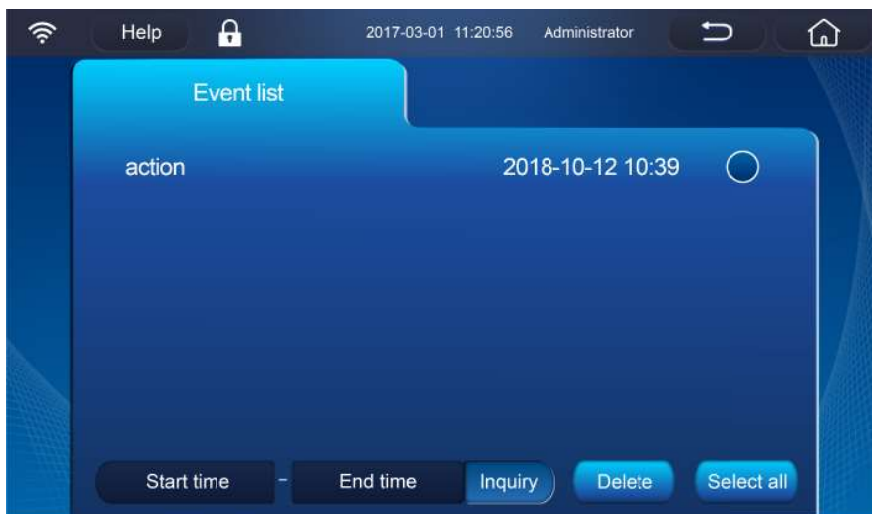 Help 2017-03-01 11:20:56 Administrator
Event list
action 2018-10-12 10:39
Start time - End time Inquiry Delete Select all